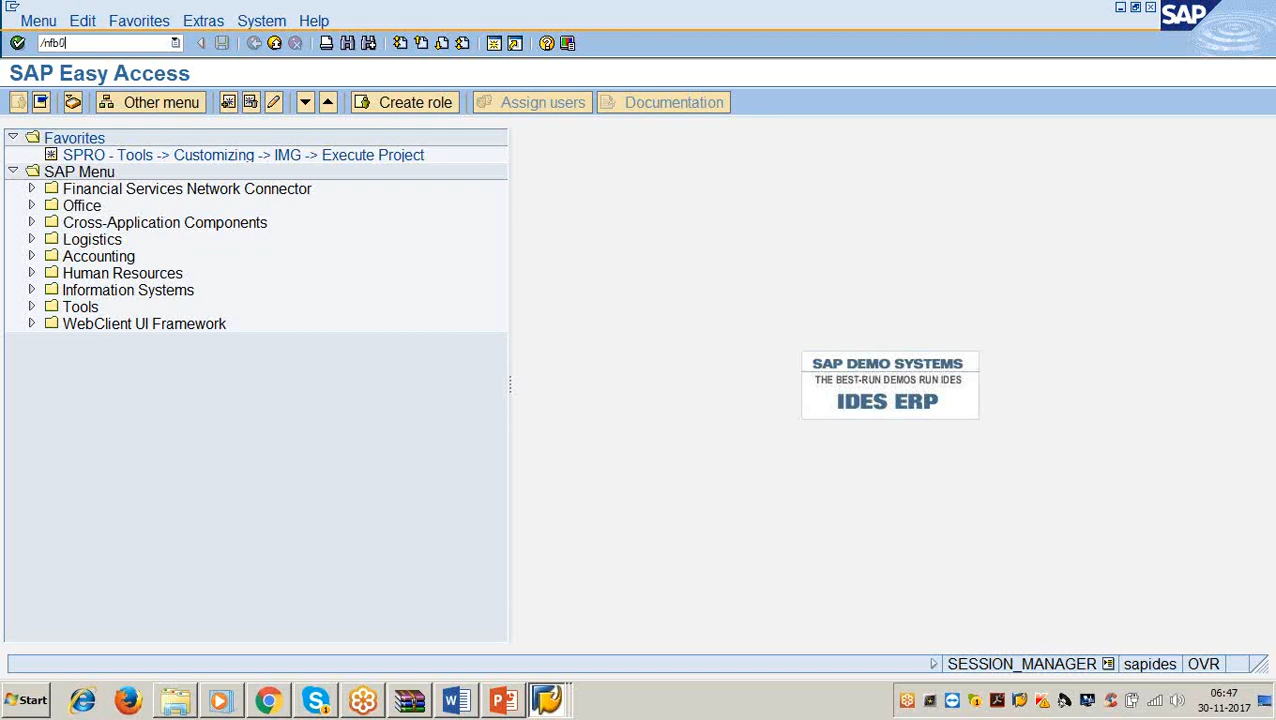 Menu Edit Favorites Extras System Help
SAP
/nfb0
SAP Easy Access
Other menu Create role Assign users Documentation
Favorites
SPRO - Tools -> Customizing -> IMG -> Execute Project
SAP Menu
Financial Services Network Connector
Office
Cross-Application Components
Logistics
Accounting
Human Resources
Information Systems
Tools
WebClient UI Framework
SAP DEMO SYSTEMS
THE BEST-RUN DEMOS RUN IDES
IDES ERP
SESSION_MANAGER sapides OVR
Start
06:47
30-11-2017